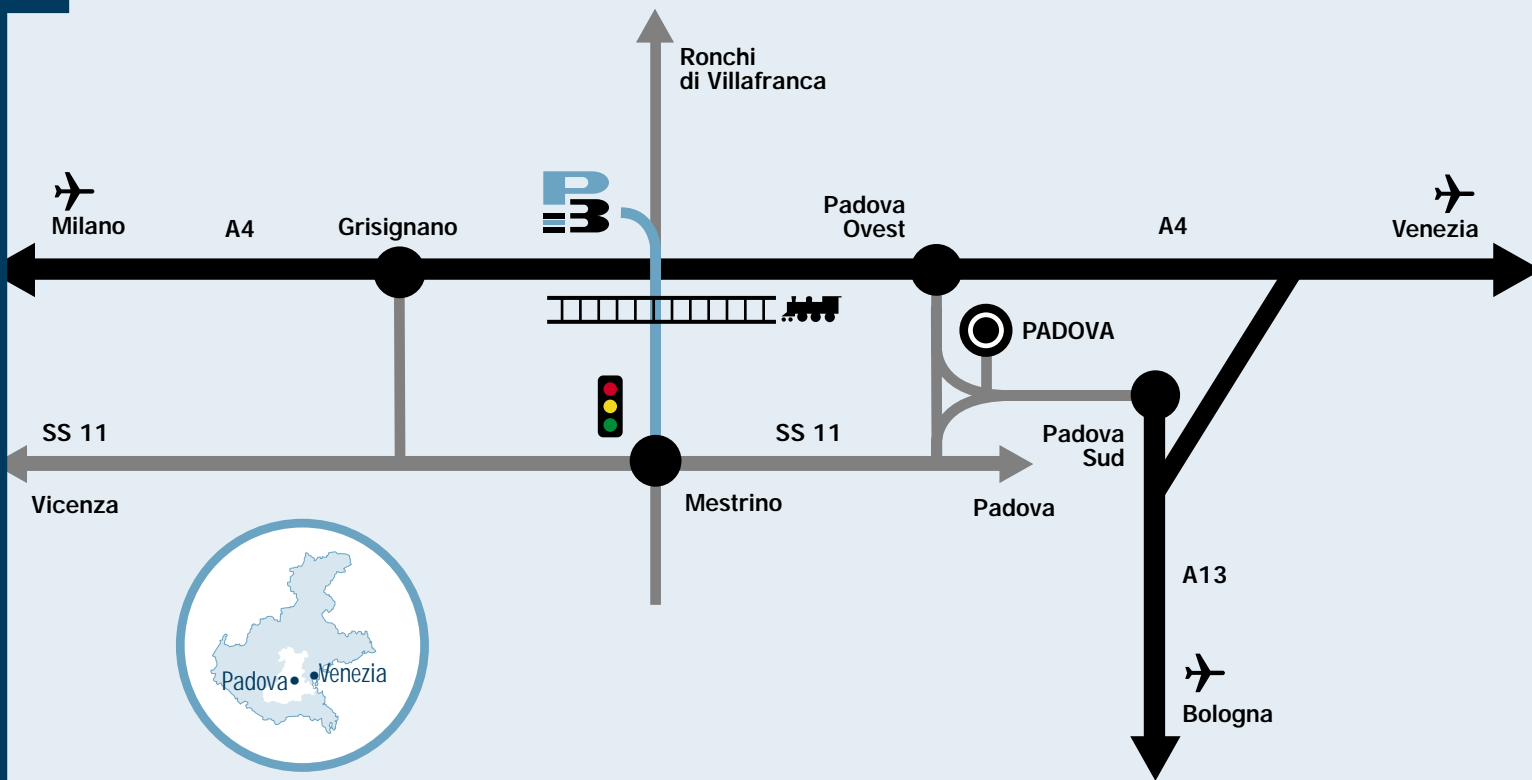 Ronchi
di Villafranca
Milano
A4
Grisignano
PB
Padova
Ovest
A4
Venezia
PADOVA
SS 11
SS 11
Padova
Sud
Vicenza
Mestrino
Padova
A13
Padova
Venezia
Bologna